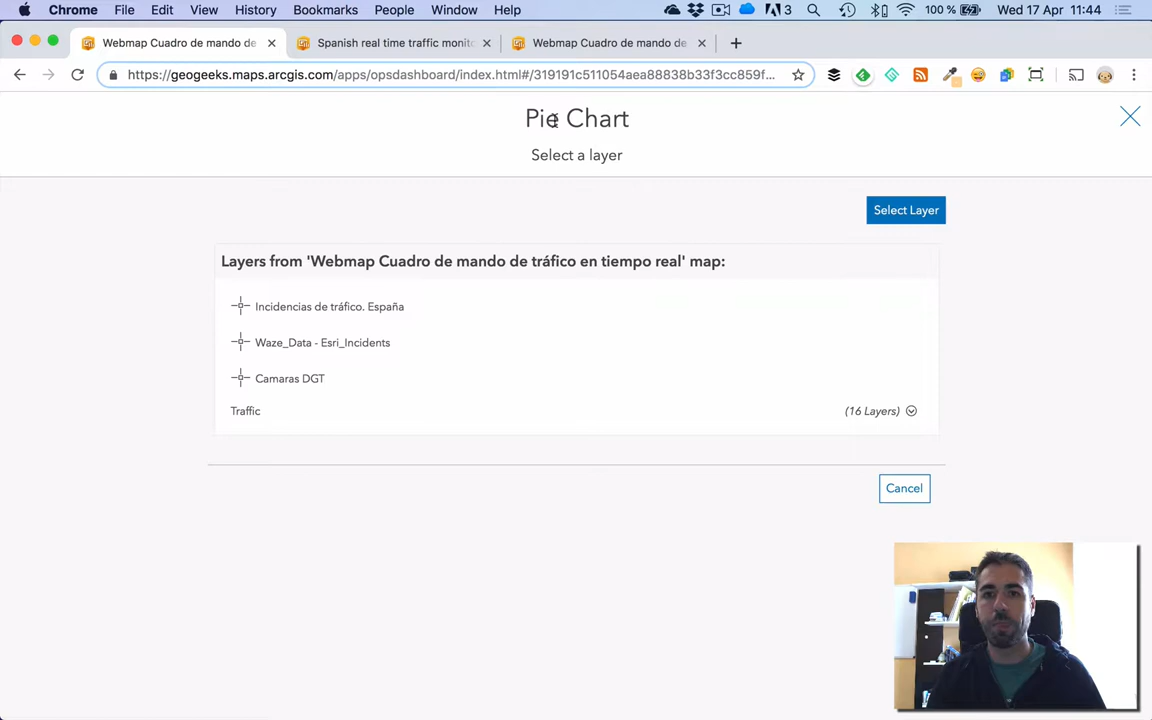 Chrome File Edit View History Bookmarks People Window Help 3 100 % Wed 17 Apr 11:44
Webmap Cuadro de mando de Spanish real time traffic monito Webmap Cuadro de mando de
https://geogeeks.maps.arcgis.com/apps/opsdashboard/index.html#/319191c511054aea88838b33f3cc859f...
Pie Chart
Select a layer
Select Layer
Layers from 'Webmap Cuadro de mando de tráfico en tiempo real' map:
Incidencias de tráfico. España
Waze_Data - Esri_Incidents
Camaras DGT
Traffic (16 Layers)
Cancel